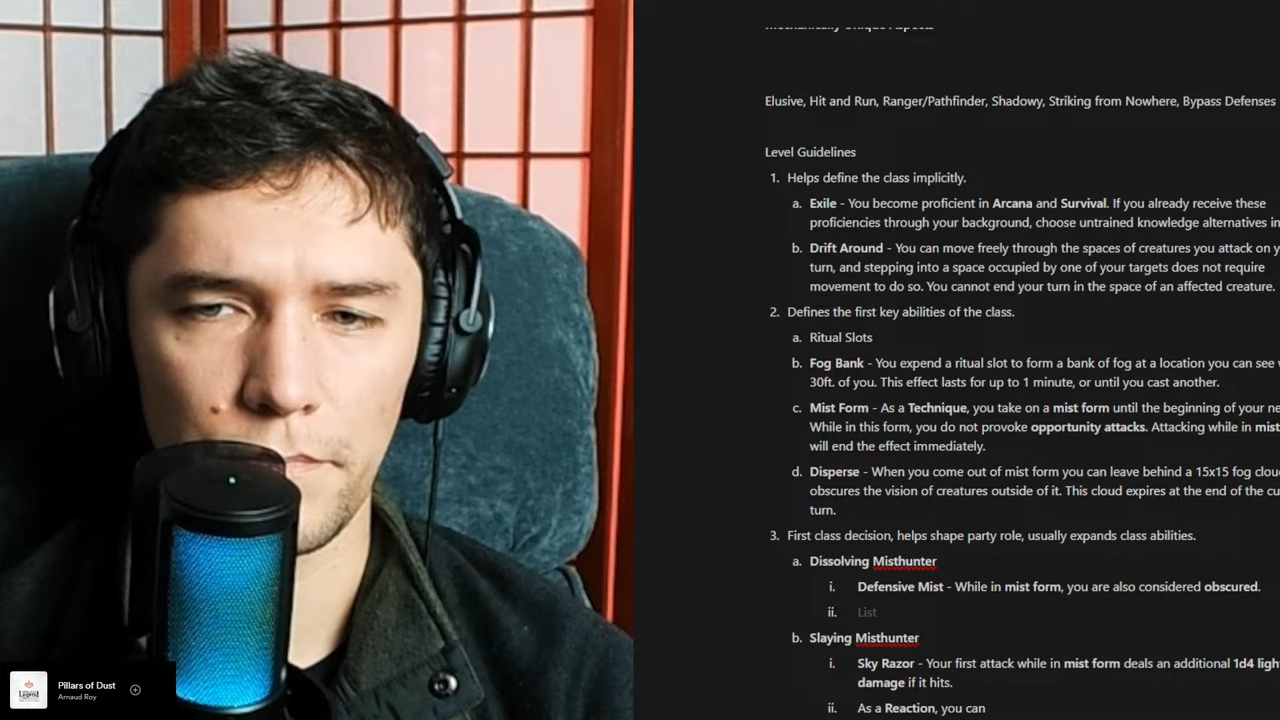 Mechanically Unique Aspects
Elusive, Hit and Run, Ranger/Pathfinder, Shadowy, Striking from Nowhere, Bypass Defenses
Level Guidelines
1. Helps define the class implicitly.
a. Exile - You become proficient in Arcana and Survival. If you already receive these
proficiencies through your background, choose untrained knowledge alternatives in
b. Drift Around - You can move freely through the spaces of creatures you attack on y
turn, and stepping into a space occupied by one of your targets does not require
movement to do so. You cannot end your turn in the space of an affected creature.
2. Defines the first key abilities of the class.
a. Ritual Slots
b. Fog Bank - You expend a ritual slot to form a bank of fog at a location you can see
30ft. of you. This effect lasts for up to 1 minute, or until you cast another.
c. Mist Form - As a Technique, you take on a mist form until the beginning of your ne
While in this form, you do not provoke opportunity attacks. Attacking while in mist
will end the effect immediately.
d. Disperse - When you come out of mist form you can leave behind a 15x15 fog clou
obscures the vision of creatures outside of it. This cloud expires at the end of the cu
turn.
3. First class decision, helps shape party role, usually expands class abilities.
a. Dissolving Misthunter
i. Defensive Mist - While in mist form, you are also considered obscured.
ii. List
b. Slaying Misthunter
i. Sky Razor - Your first attack while in mist form deals an additional 1d4 ligh
damage if it hits.
ii. As a Reaction, you can
Legend
Pillars of Dust
Arnaud Roy